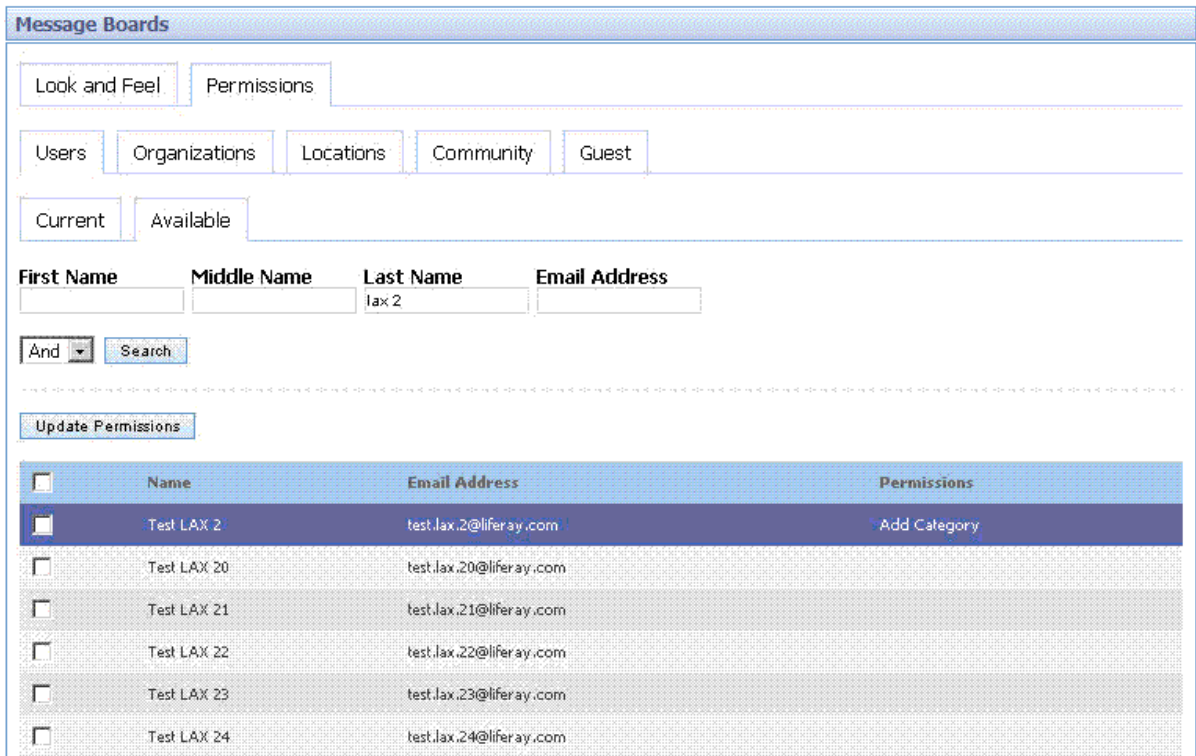 Message Boards
Look and Feel Permissions
Users Organizations Locations Community Guest
Current Available
First Name Middle Name Last Name Email Address
lax 2
And Search
Update Permissions
Name Email Address Permissions
Test LAX 2 test.lax.2@liferay.com Add Category
Test LAX 20 test.lax.20@liferay.com
Test LAX 21 test.lax.21@liferay.com
Test LAX 22 test.lax.22@liferay.com
Test LAX 23 test.lax.23@liferay.com
Test LAX 24 test.lax.24@liferay.com